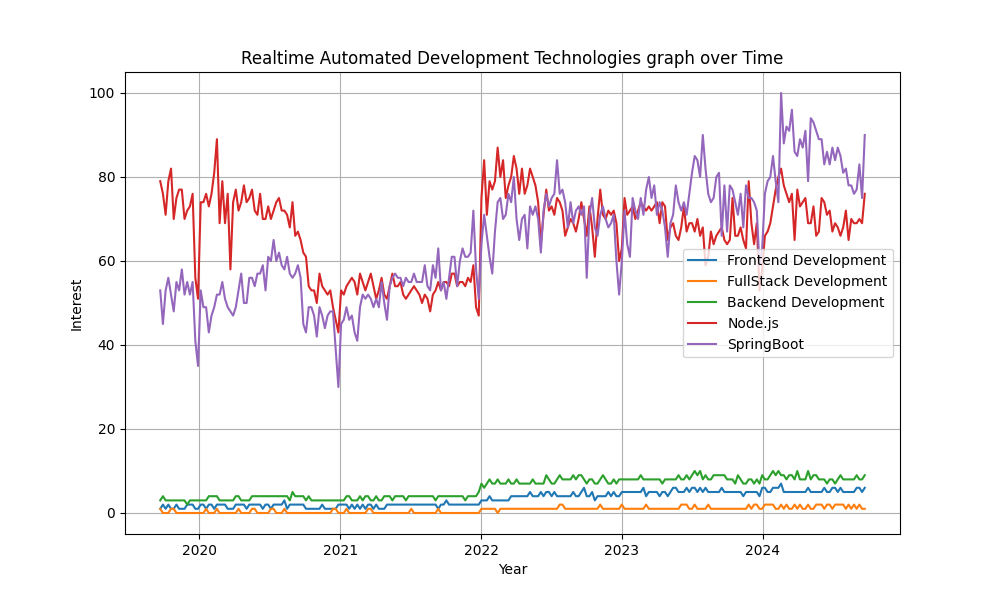 Realtime Automated Development Technologies graph over Time
100
80
60
40
20
0
Interest
Frontend Development
FullStack Development
Backend Development
Node.js
SpringBoot
2020 2021 2022 2023 2024
Year